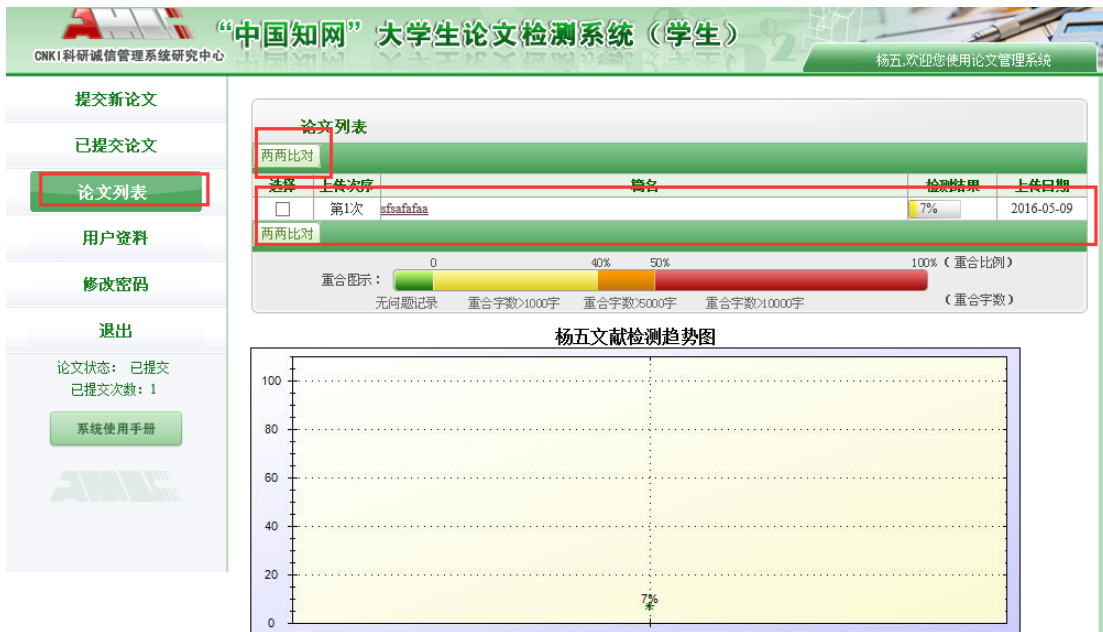 AMLC
CNKI科研诚信管理系统研究中心
“中国知网”大学生论文检测系统（学生）
杨五,欢迎您使用论文管理系统
提交新论文
已提交论文
论文列表
用户资料
修改密码
退出
论文状态： 已提交
已提交次数：1
系统使用手册
AMLC
论文列表
两两比对
选择 上传次序 篇名 检测结果 上传日期
第1次 sfsafafaa 7% 2016-05-09
两两比对
0 40% 50% 100%（重合比例）
重合图示：
无问题记录 重合字数>1000字 重合字数>5000字 重合字数>10000字 （重合字数）
杨五文献检测趋势图
100
80
60
40
20
7%
0